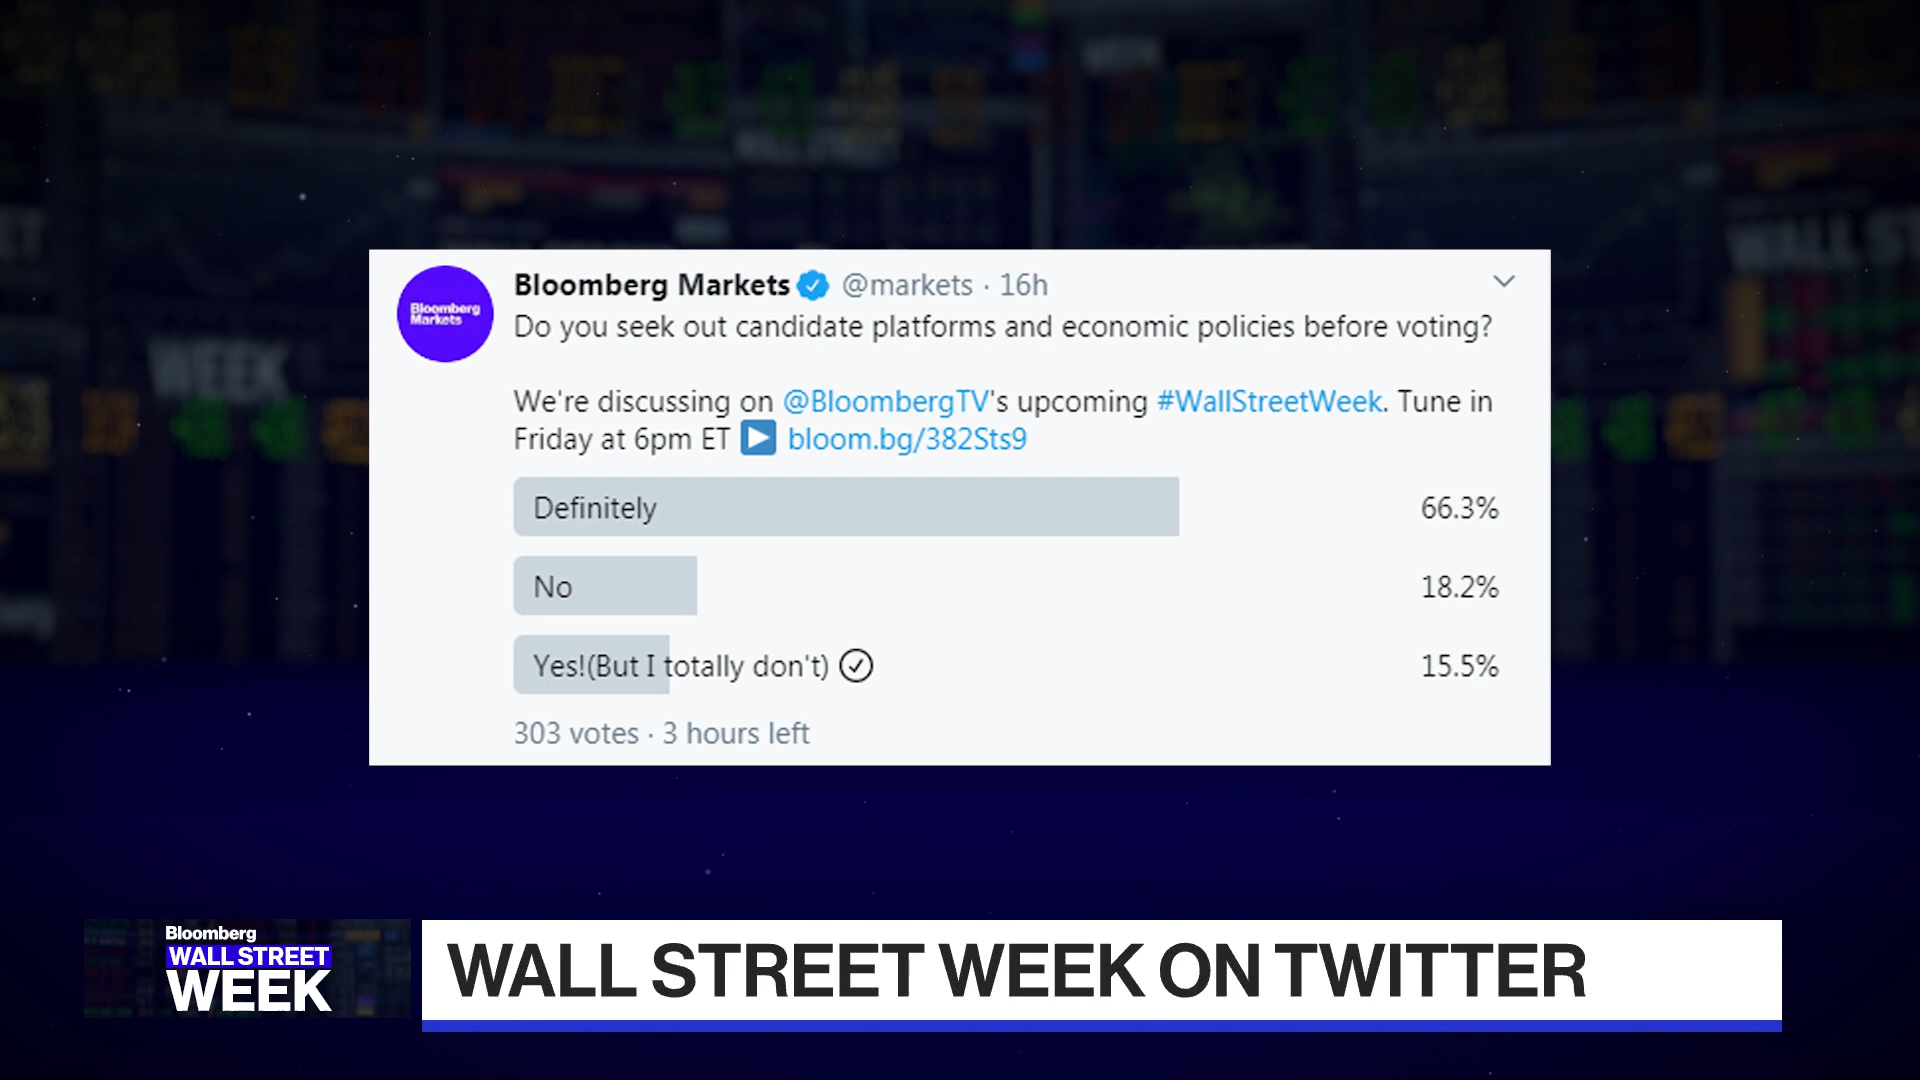 Bloomberg Markets @markets · 16h
Bloomberg
Markets
Do you seek out candidate platforms and economic policies before voting?
We're discussing on @BloombergTV's upcoming #WallStreetWeek. Tune in
Friday at 6pm ET bloom.bg/382Sts9
Definitely 66.3%
No 18.2%
Yes!(But I totally don't) 15.5%
303 votes · 3 hours left
WEEK
WALL ST
Bloomberg
WALL STREET
WEEK
WALL STREET WEEK ON TWITTER